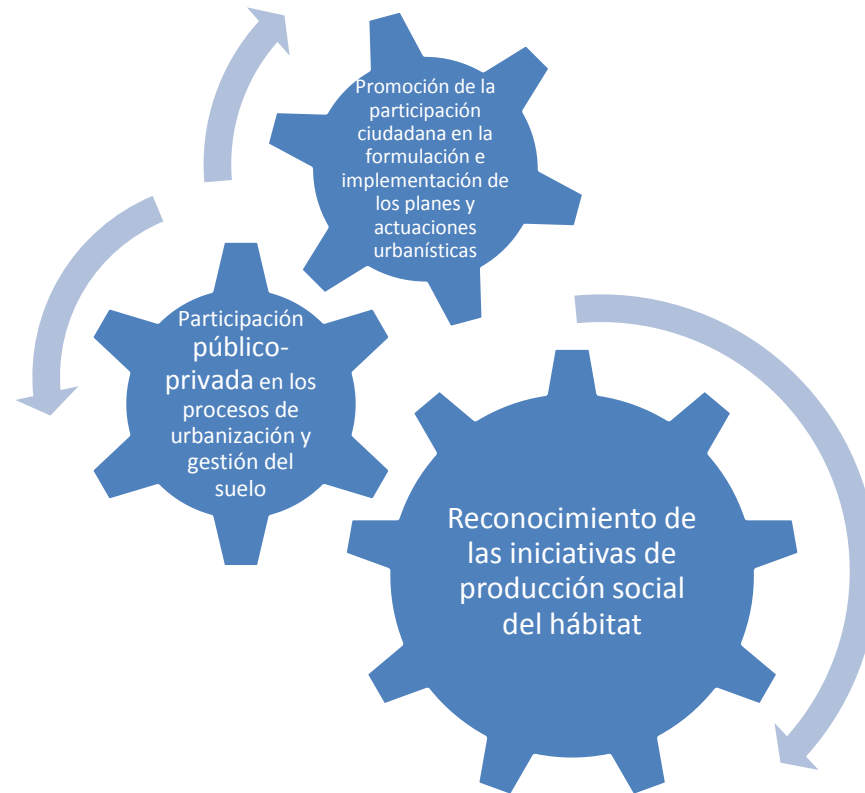 Promoción de la
participación
ciudadana en la
formulación e
implementación de
los planes y
actuaciones
urbanísticas
Participación
público-
privada en los
procesos de
urbanización y
gestión del
suelo
Reconocimiento de
las iniciativas de
producción social
del hábitat